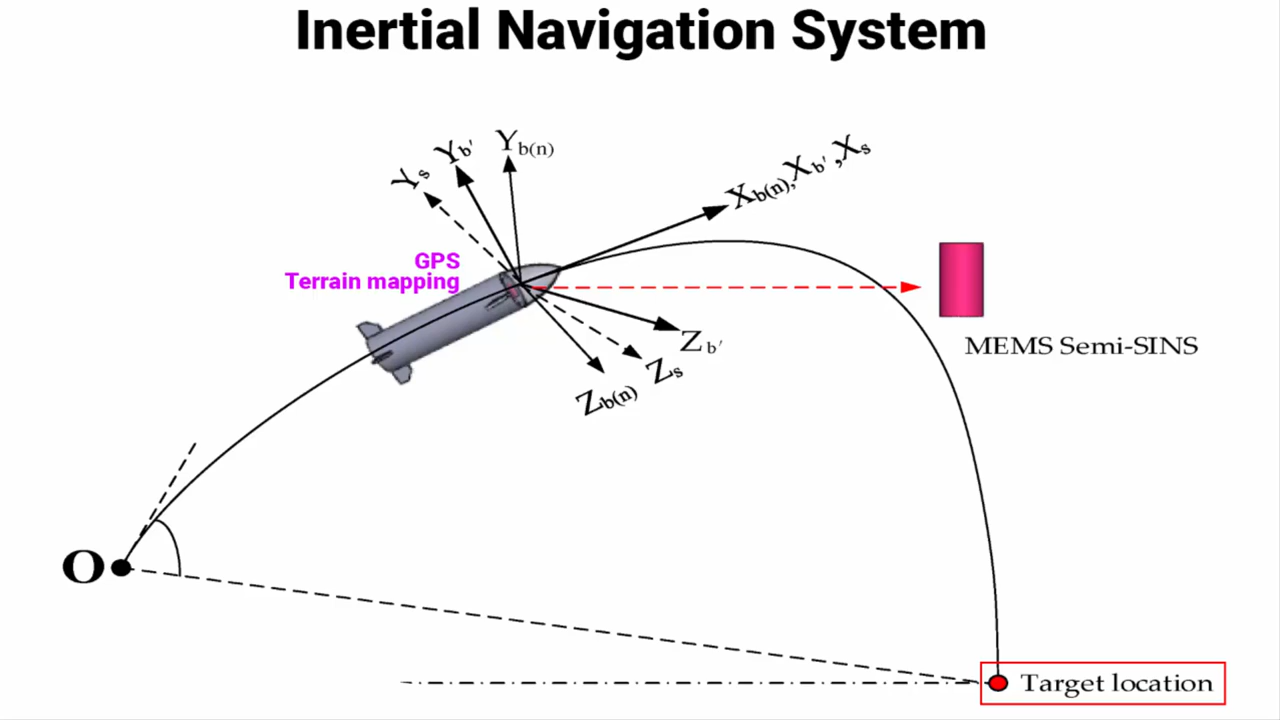 Inertial Navigation System
Ys Yb' Yb(n)
Xb(n),Xb',Xs
GPS
Terrain mapping
Zb'
Zs
Zb(n)
MEMS Semi-SINS
O
Target location